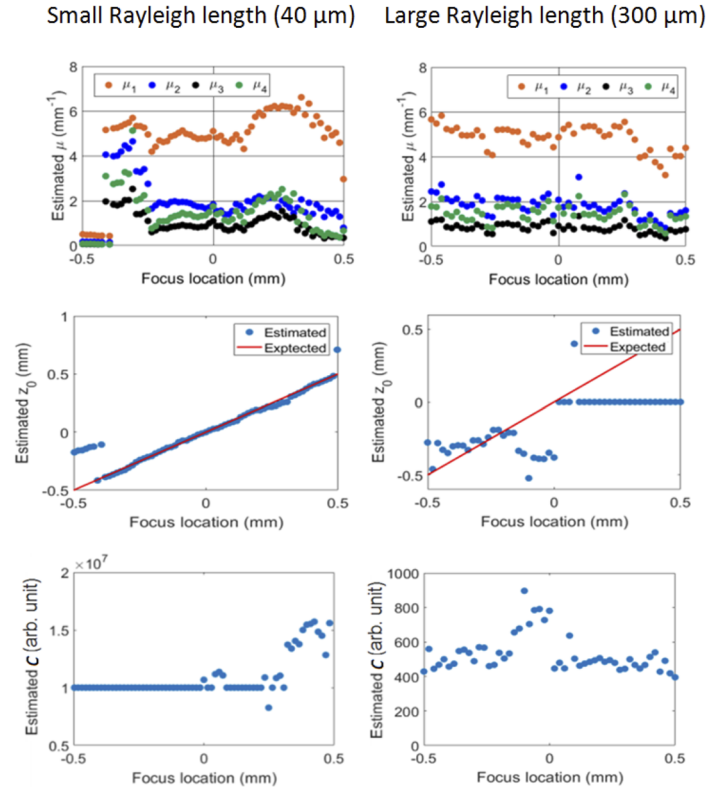 Small Rayleigh length (40 μm)
Large Rayleigh length (300 μm)
8
6
4
2
0
Estimated μ (mm⁻¹)
μ₁ μ₂ μ₃ μ₄
-0.5 0 0.5
Focus location (mm)
8
6
4
2
0
Estimated μ (mm⁻¹)
μ₁ μ₂ μ₃ μ₄
-0.5 0 0.5
Focus location (mm)
1
0.5
0
-0.5
Estimated z₀ (mm)
Estimated
Exptected
-0.5 0 0.5
Focus location (mm)
0.5
0
-0.5
Estimated z₀ (mm)
Estimated
Expected
-0.5 0 0.5
Focus location (mm)
×10⁷
2
1.5
1
0.5
Estimated C (arb. unit)
-0.5 0 0.5
Focus location (mm)
1000
800
600
400
200
0
Estimated C (arb. unit)
-0.5 0 0.5
Focus location (mm)